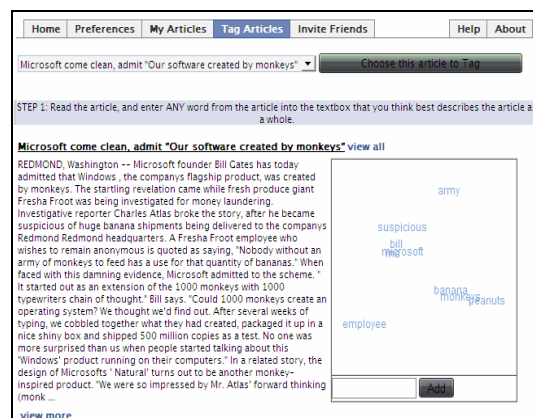 Home Preferences My Articles Tag Articles Invite Friends Help About
Microsoft come clean, admit "Our software created by monkeys" Choose this article to Tag
STEP 1: Read the article, and enter ANY word from the article into the textbox that you think best describes the article as
a whole.
Microsoft come clean, admit "Our software created by monkeys" view all
REDMOND, Washington -- Microsoft founder Bill Gates has today
admitted that Windows , the companys flagship product, was created
by monkeys. The startling revelation came while fresh produce giant
Fresha Froot was being investigated for money laundering.
Investigative reporter Charles Atlas broke the story, after he became
suspicious of huge banana shipments being delivered to the companys
Redmond Redmond headquarters. A Fresha Froot employee who
wishes to remain anonymous is quoted as saying, "Nobody without an
army of monkeys to feed has a use for that quantity of bananas." When
faced with this damning evidence, Microsoft admitted to the scheme. "
It started out as an extension of the 1000 monkeys with 1000
typewriters chain of thought." Bill says. "Could 1000 monkeys create an
operating system? We thought we'd find out. After several weeks of
typing, we cobbled together what they had created, packaged it up in a
nice shiny box and shipped 500 million copies as a test. No one was
more surprised than us when people started talking about this
'Windows' product running on their computers." In a related story, the
design of Microsofts ' Natural' turns out to be another monkey-
inspired product. "We were so impressed by Mr. Atlas' forward thinking
(monk ...
view more
army
suspicious
bill
microsoft
banana
monkeys
peanuts
employee
Add